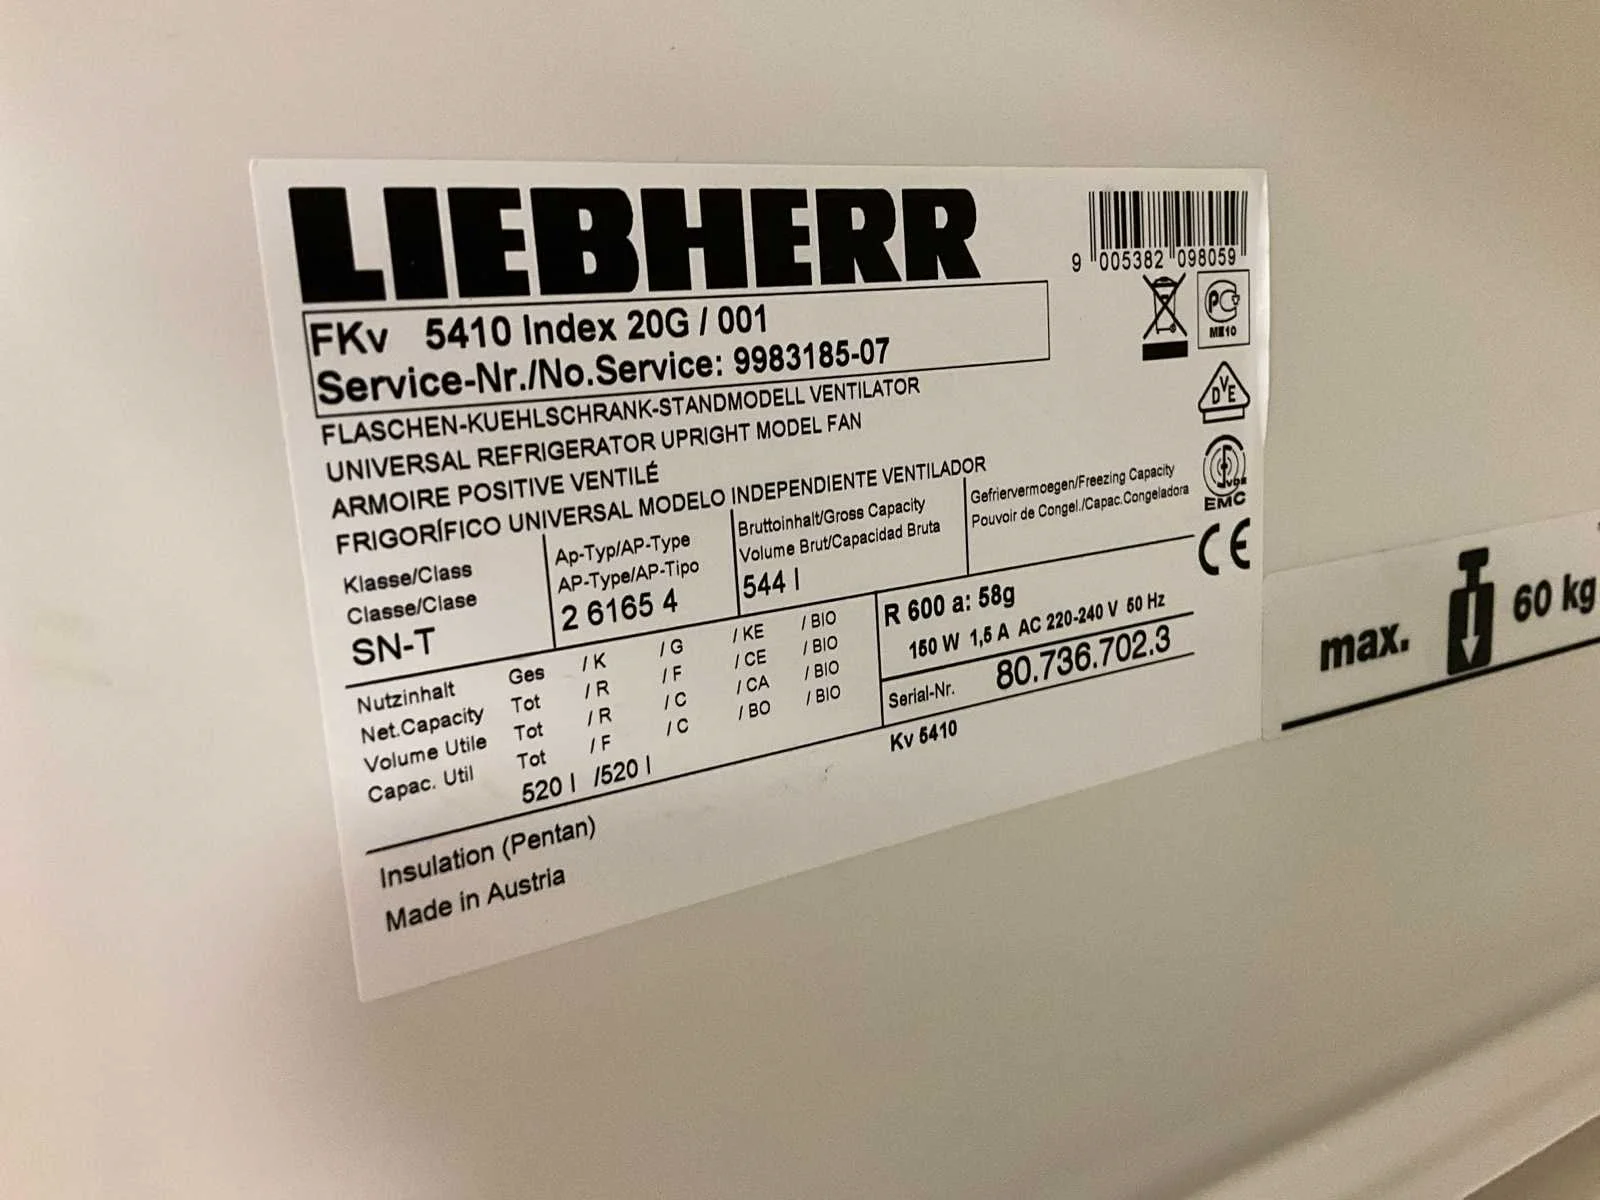 LIEBHERR
9 005382 098059
FKv 5410 Index 20G / 001
Service-Nr./No.Service: 9983185-07
PC
ME10
FLASCHEN-KUEHLSCHRANK-STANDMODELL VENTILATOR
UNIVERSAL REFRIGERATOR UPRIGHT MODEL FAN
ARMOIRE POSITIVE VENTILÉ
FRIGORÍFICO UNIVERSAL MODELO INDEPENDIENTE VENTILADOR
DVE
VDE
EMC
CE
Klasse/Class
Classe/Clase
SN-T
Ap-Typ/AP-Type
AP-Type/AP-Tipo
2 6165 4
Bruttoinhalt/Gross Capacity
Volume Brut/Capacidad Bruta
544 l
Gefriervermoegen/Freezing Capacity
Pouvoir de Congel./Capac.Congeladora
Nutzinhalt Ges / K / G / KE / BIO
Net.Capacity Tot / R / F / CE / BIO
Volume Utile Tot / R / C / CA / BIO
Capac. Util Tot / F / C / BO / BIO
520 l /520 l
R 600 a: 58g
150 W 1,5 A AC 220-240 V 50 Hz
Serial-Nr. 80.736.702.3
Kv 5410
Insulation (Pentan)
Made in Austria
max. 60 kg